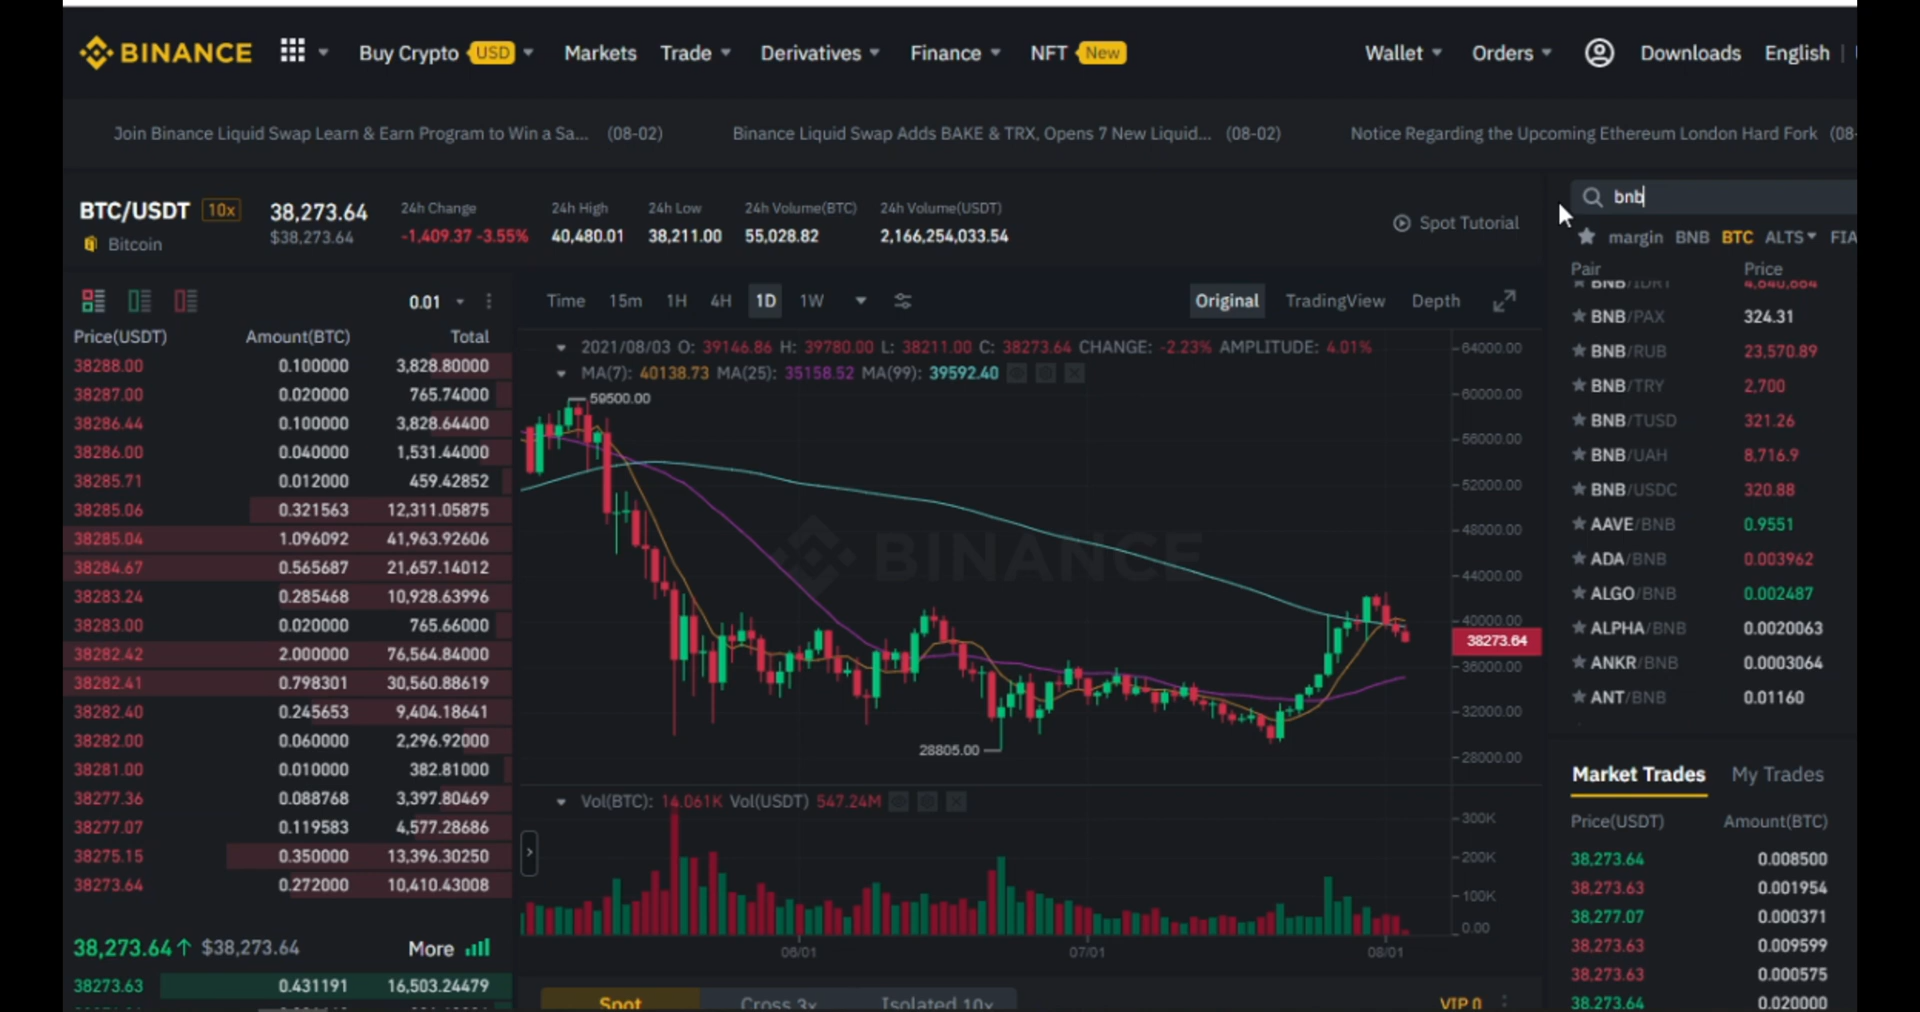 BINANCE Buy Crypto USD Markets Trade Derivatives Finance NFT New Wallet Orders Downloads English
Join Binance Liquid Swap Learn & Earn Program to Win a Sa... (08-02) Binance Liquid Swap Adds BAKE & TRX, Opens 7 New Liquid... (08-02) Notice Regarding the Upcoming Ethereum London Hard Fork (08-
BTC/USDT 10x
Bitcoin
38,273.64
$38,273.64
24h Change
-1,409.37 -3.55%
24h High
40,480.01
24h Low
38,211.00
24h Volume(BTC)
55,028.82
24h Volume(USDT)
2,166,254,033.54
Spot Tutorial
0.01
Price(USDT) Amount(BTC) Total
38288.00 0.100000 3,828.80000
38287.00 0.020000 765.74000
38286.44 0.100000 3,828.64400
38286.00 0.040000 1,531.44000
38285.71 0.012000 459.42852
38285.06 0.321563 12,311.05875
38285.04 1.096092 41,963.92606
38284.67 0.565687 21,657.14012
38283.24 0.285468 10,928.63996
38283.00 0.020000 765.66000
38282.42 2.000000 76,564.84000
38282.41 0.798301 30,560.88619
38282.40 0.245653 9,404.18641
38282.00 0.060000 2,296.92000
38281.00 0.010000 382.81000
38277.36 0.088768 3,397.80469
38277.07 0.119583 4,577.28686
38275.15 0.350000 13,396.30250
38273.64 0.272000 10,410.43008
38,273.64↑ $38,273.64 More
38273.63 0.431191 16,503.24479
Time 15m 1H 4H 1D 1W Original TradingView Depth
2021/08/03 O: 39146.86 H: 39780.00 L: 38211.00 C: 38273.64 CHANGE: -2.23% AMPLITUDE: 4.01%
MA(7): 40138.73 MA(25): 35158.52 MA(99): 39592.40
59500.00
BINANCE
28805.00
64000.00
60000.00
56000.00
52000.00
48000.00
44000.00
40000.00
38273.64
36000.00
32000.00
28000.00
Vol(BTC): 14.061K Vol(USDT) 547.24M
300K
200K
100K
0.00
06/01 07/01 08/01
Spot Cross 3x Isolated 10x VIP 0
bnb
margin BNB BTC ALTS FIA
Pair Price
BNB/IDRT 4,640,664
BNB/PAX 324.31
BNB/RUB 23,570.89
BNB/TRY 2,700
BNB/TUSD 321.26
BNB/UAH 8,716.9
BNB/USDC 320.88
AAVE/BNB 0.9551
ADA/BNB 0.003962
ALGO/BNB 0.002487
ALPHA/BNB 0.0020063
ANKR/BNB 0.0003064
ANT/BNB 0.01160
Market Trades My Trades
Price(USDT) Amount(BTC)
38,273.64 0.008500
38,273.63 0.001954
38,277.07 0.000371
38,273.63 0.009599
38,273.63 0.000575
38,273.64 0.020000